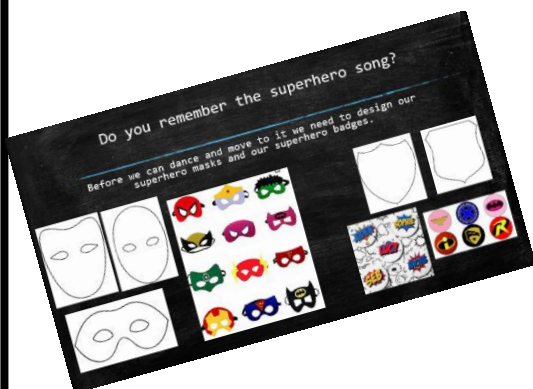 Do you remember the superhero song?
Before we can dance and move to it we need to design our
superhero masks and our superhero badges.